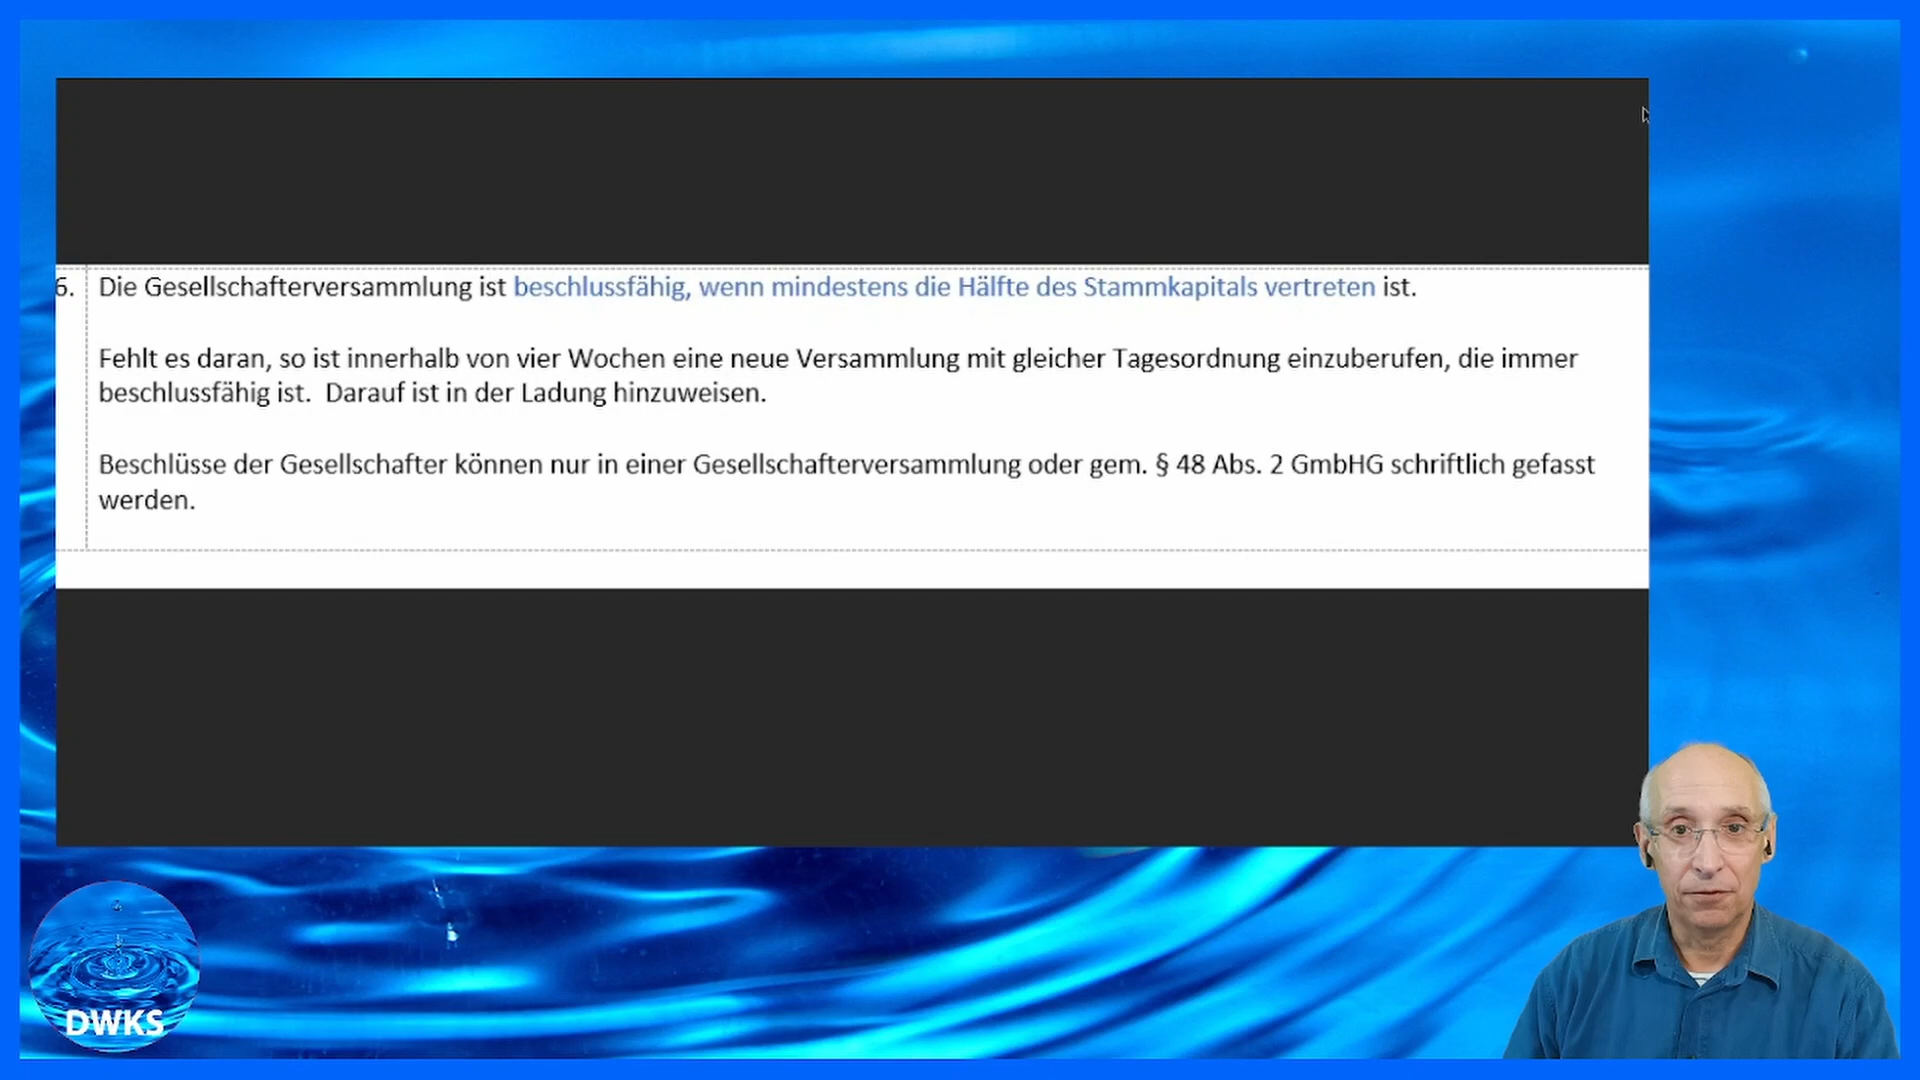 6. Die Gesellschafterversammlung ist beschlussfähig, wenn mindestens die Hälfte des Stammkapitals vertreten ist.
Fehlt es daran, so ist innerhalb von vier Wochen eine neue Versammlung mit gleicher Tagesordnung einzuberufen, die immer
beschlussfähig ist. Darauf ist in der Ladung hinzuweisen.
Beschlüsse der Gesellschafter können nur in einer Gesellschafterversammlung oder gem. § 48 Abs. 2 GmbHG schriftlich gefasst
werden.
DWKS